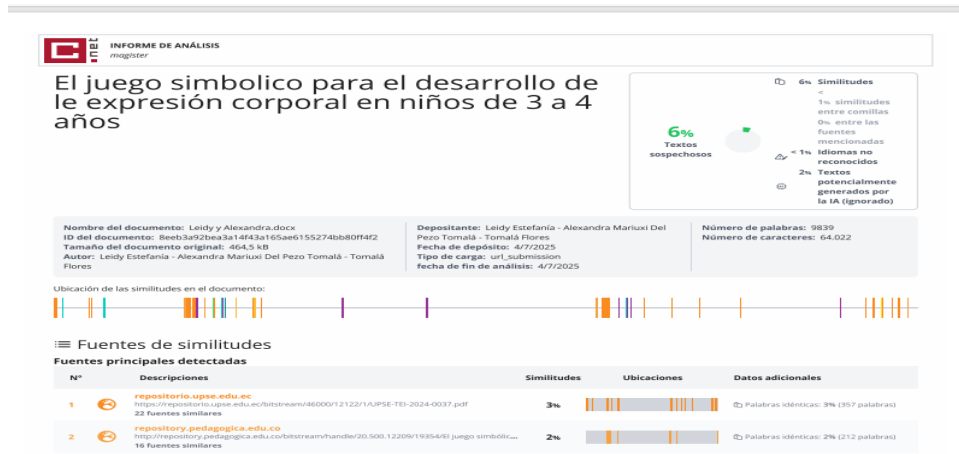 C
.net
INFORME DE ANÁLISIS
magister
El juego simbolico para el desarrollo de
le expresión corporal en niños de 3 a 4
años
6%
Textos
sospechosos
6% Similitudes
<
1% similitudes
entre comillas
0% entre las
fuentes
mencionadas
< 1% Idiomas no
reconocidos
2% Textos
potencialmente
generados por
la IA (ignorado)
Nombre del documento: Leidy y Alexandra.docx
ID del documento: 8eeb3a92bea3a14f43a165ae6155274bb80ff4f2
Tamaño del documento original: 464,5 kB
Autor: Leidy Estefanía - Alexandra Mariuxi Del Pezo Tomalá - Tomalá
Flores
Depositante: Leidy Estefanía - Alexandra Mariuxi Del
Pezo Tomalá - Tomalá Flores
Fecha de depósito: 4/7/2025
Tipo de carga: url_submission
fecha de fin de análisis: 4/7/2025
Número de palabras: 9839
Número de caracteres: 64.022
Ubicación de las similitudes en el documento:
Fuentes de similitudes
Fuentes principales detectadas
N° Descripciones Similitudes Ubicaciones Datos adicionales
1 repositorio.upse.edu.ec
https://repositorio.upse.edu.ec/bitstream/46000/12122/1/UPSE-TEI-2024-0037.pdf
22 fuentes similares
3%
Palabras idénticas: 3% (357 palabras)
2 repository.pedagogica.edu.co
http://repository.pedagogica.edu.co/bitstream/handle/20.500.12209/19354/El juego simbólic...
16 fuentes similares
2%
Palabras idénticas: 2% (212 palabras)